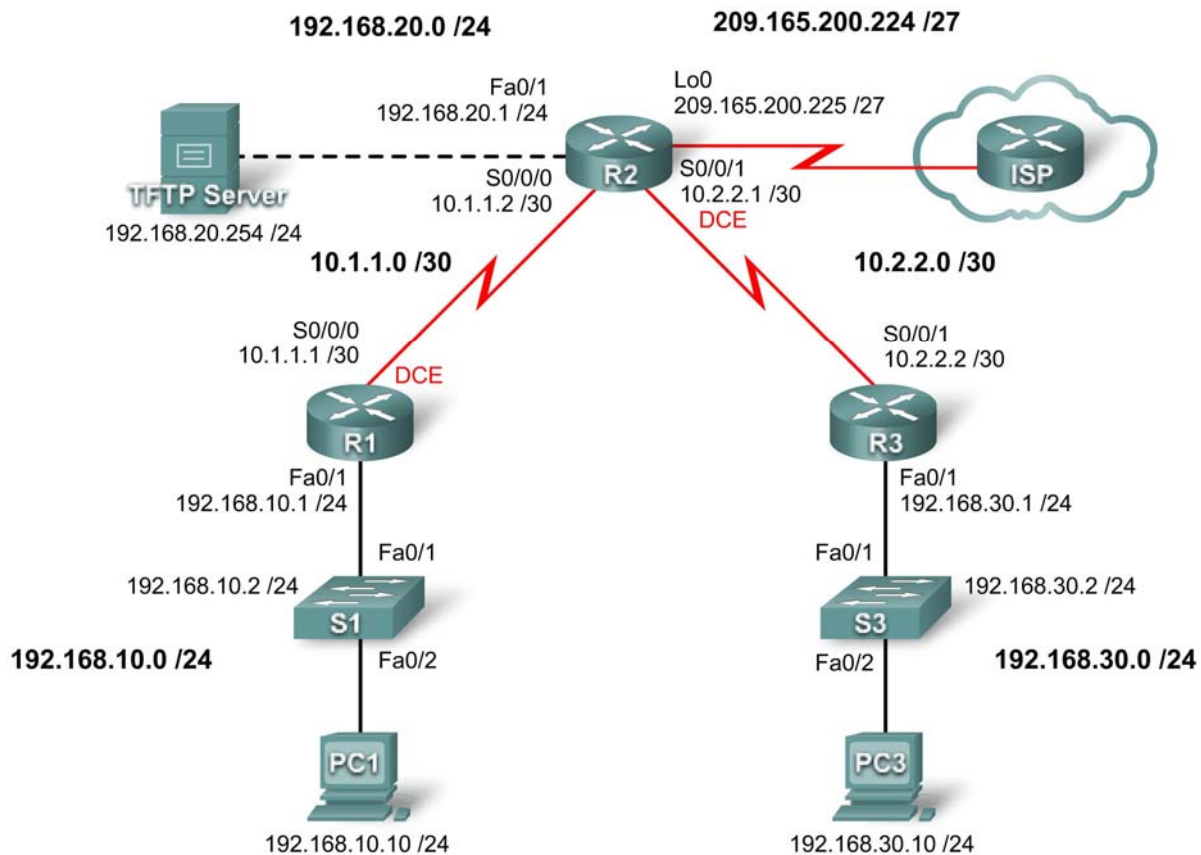 192.168.20.0 /24
209.165.200.224 /27
Fa0/1
192.168.20.1 /24
Lo0
209.165.200.225 /27
TFTP Server
192.168.20.254 /24
R2
ISP
S0/0/0
10.1.1.2 /30
S0/0/1
10.2.2.1 /30
DCE
10.1.1.0 /30
10.2.2.0 /30
S0/0/0
10.1.1.1 /30
DCE
S0/0/1
10.2.2.2 /30
R1
R3
Fa0/1
192.168.10.1 /24
Fa0/1
192.168.30.1 /24
Fa0/1
Fa0/1
192.168.10.2 /24
S1
S3
192.168.30.2 /24
192.168.10.0 /24
Fa0/2
Fa0/2
192.168.30.0 /24
PC1
PC3
192.168.10.10 /24
192.168.30.10 /24